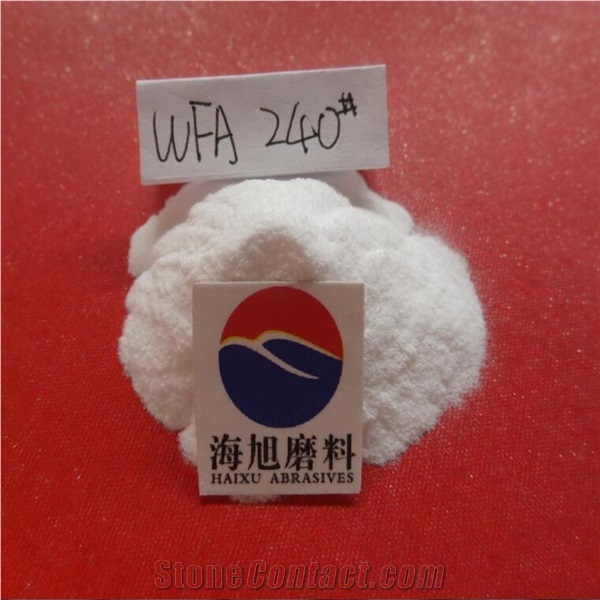 WFA 240#
海旭磨料
HAIXU ABRASIVES
StoneContact.com